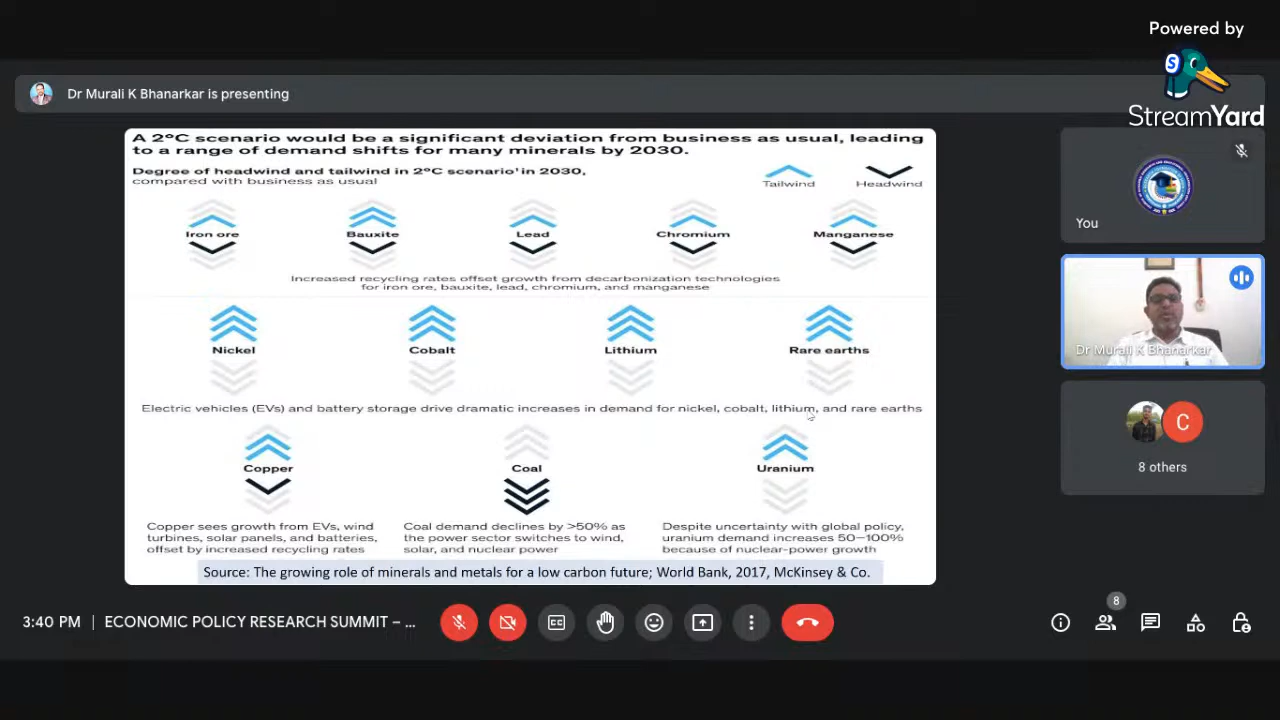 Powered by
StreamYard
Dr Murali K Bhanarkar is presenting
A 2°C scenario would be a significant deviation from business as usual, leading
to a range of demand shifts for many minerals by 2030.
Degree of headwind and tailwind in 2°C scenario¹ in 2030,
compared with business as usual
Tailwind
Headwind
Iron ore
Bauxite
Lead
Chromium
Manganese
Increased recycling rates offset growth from decarbonization technologies
for iron ore, bauxite, lead, chromium, and manganese
Nickel
Cobalt
Lithium
Rare earths
Electric vehicles (EVs) and battery storage drive dramatic increases in demand for nickel, cobalt, lithium, and rare earths
Copper
Coal
Uranium
Copper sees growth from EVs, wind
turbines, solar panels, and batteries,
offset by increased recycling rates
Coal demand declines by >50% as
the power sector switches to wind,
solar, and nuclear power
Despite uncertainty with global policy,
uranium demand increases 50–100%
because of nuclear-power growth
Source: The growing role of minerals and metals for a low carbon future; World Bank, 2017, McKinsey & Co.
You
Dr Murali K Bhanarkar
C
8 others
3:40 PM | ECONOMIC POLICY RESEARCH SUMMIT – ...
8